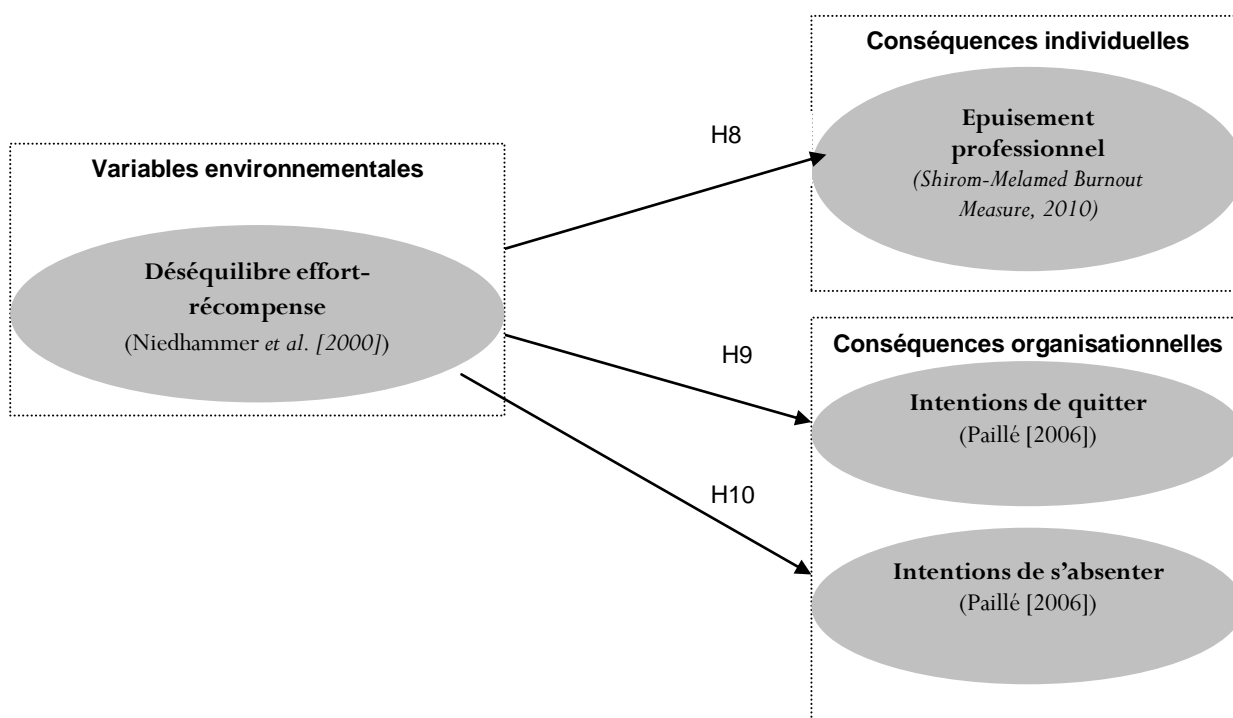 Variables environnementales
Déséquilibre effort-
récompense
(Niedhammer et al. [2000])
H8
H9
H10
Conséquences individuelles
Epuisement
professionnel
(Shirom-Melamed Burnout
Measure, 2010)
Conséquences organisationnelles
Intentions de quitter
(Paillé [2006])
Intentions de s’absenter
(Paillé [2006])